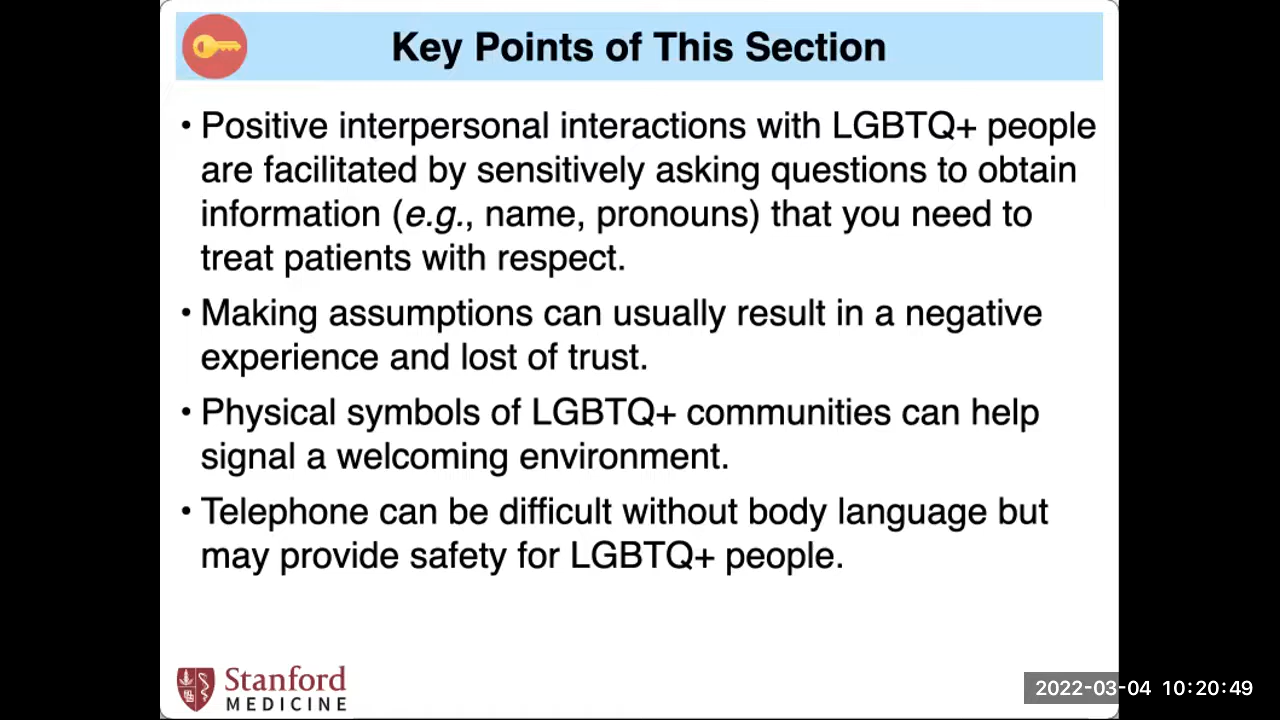 Key Points of This Section
• Positive interpersonal interactions with LGBTQ+ people
are facilitated by sensitively asking questions to obtain
information (e.g., name, pronouns) that you need to
treat patients with respect.
• Making assumptions can usually result in a negative
experience and lost of trust.
• Physical symbols of LGBTQ+ communities can help
signal a welcoming environment.
• Telephone can be difficult without body language but
may provide safety for LGBTQ+ people.
Stanford
MEDICINE
2022-03-04 10:20:49